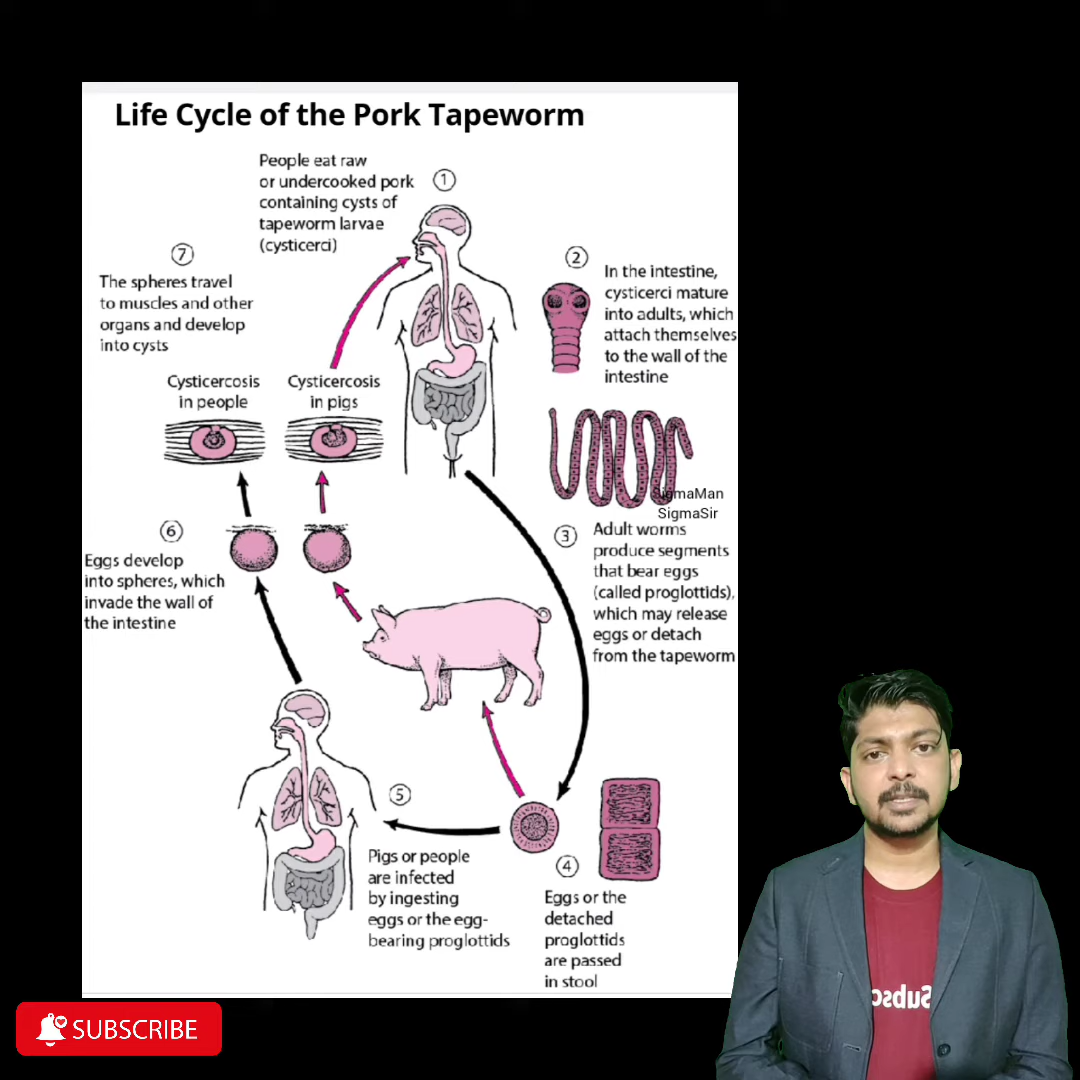 Life Cycle of the Pork Tapeworm
People eat raw
or undercooked pork
containing cysts of
tapeworm larvae
(cysticerci)
1
2
In the intestine,
cysticerci mature
into adults, which
attach themselves
to the wall of the
intestine
SigmaMan
SigmaSir
3
Adult worms
produce segments
that bear eggs
(called proglottids),
which may release
eggs or detach
from the tapeworm
4
Eggs or the
detached
proglottids
are passed
in stool
5
Pigs or people
are infected
by ingesting
eggs or the egg-
bearing proglottids
6
Eggs develop
into spheres, which
invade the wall of
the intestine
7
The spheres travel
to muscles and other
organs and develop
into cysts
Cysticercosis
in people
Cysticercosis
in pigs
SUBSCRIBE
Subsc